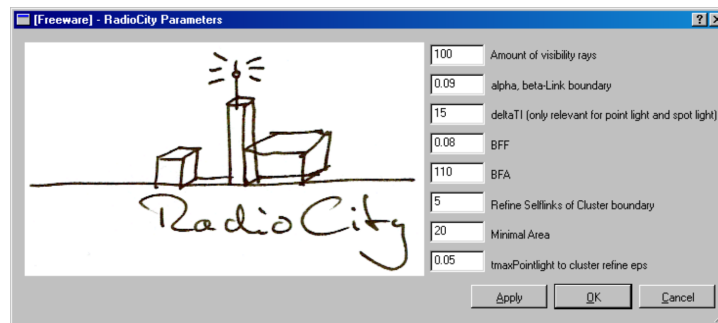 [Freeware] - RadioCity Parameters
100 Amount of visibility rays
0.09 alpha, beta-Link boundary
15 deltaTI (only relevant for point light and spot light)
0.08 BFF
110 BFA
5 Refine Selflinks of Cluster boundary
20 Minimal Area
0.05 tmaxPointlight to cluster refine eps
Radio City
Apply OK Cancel